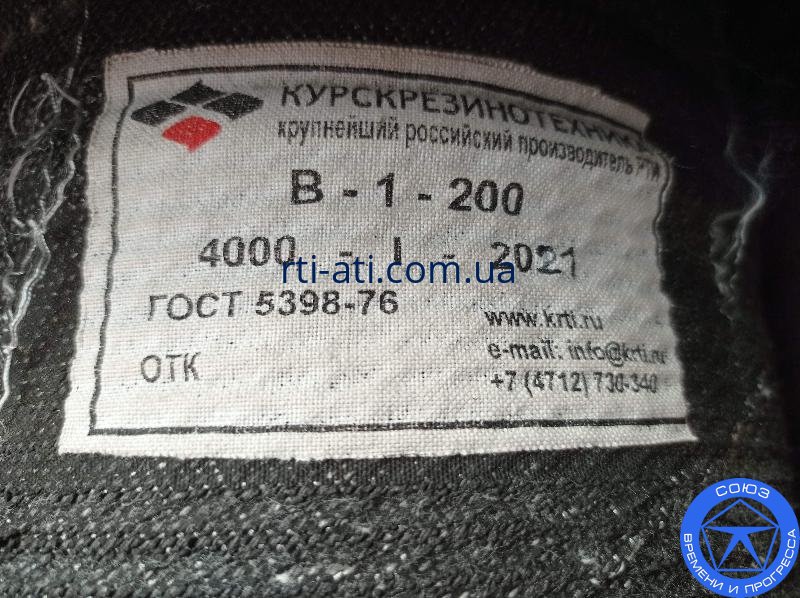 КУРСКРЕЗИНОТЕХНИКА
крупнейший российский производитель РТИ
В - 1 - 200
4000 - I - 2021
rti-ati.com.ua
ГОСТ 5398-76
www.krti.ru
ОТК
e-mail: info@krti.ru
+7 (4712) 730-340
СОЮЗ
ВРЕМЕНИ И ПРОГРЕССА